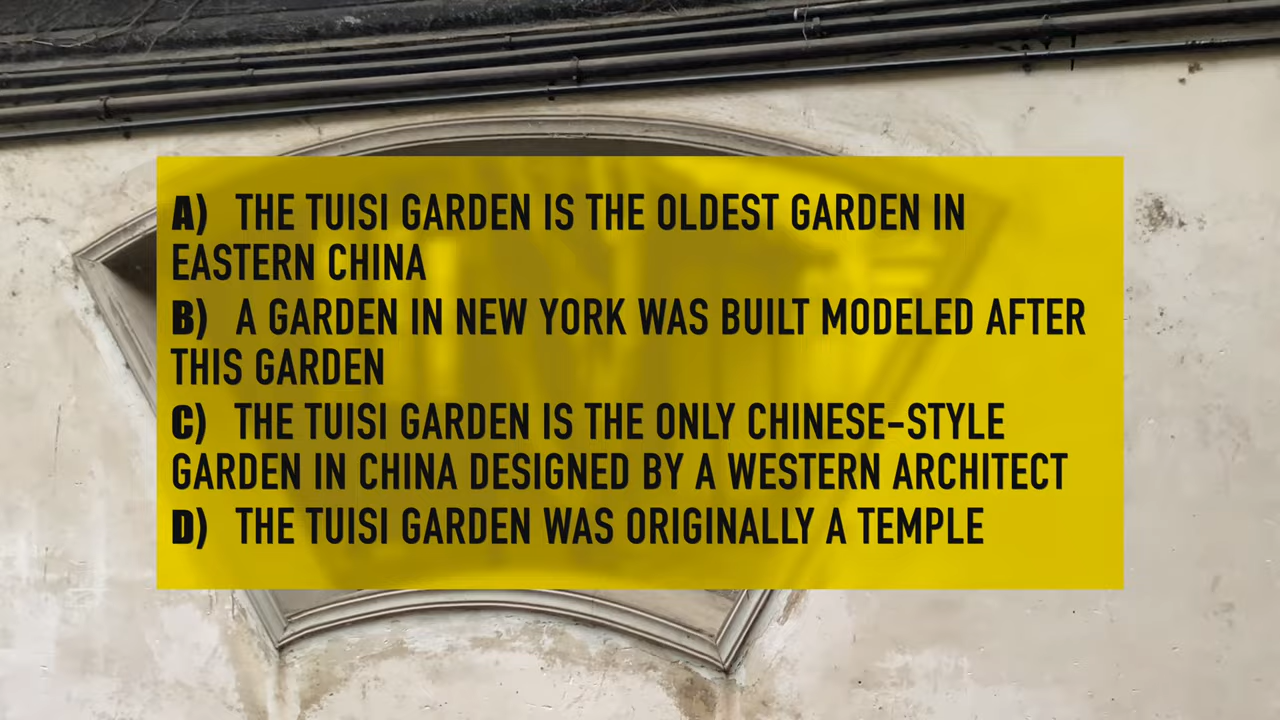 A) THE TUISI GARDEN IS THE OLDEST GARDEN IN
EASTERN CHINA
B) A GARDEN IN NEW YORK WAS BUILT MODELED AFTER
THIS GARDEN
C) THE TUISI GARDEN IS THE ONLY CHINESE-STYLE
GARDEN IN CHINA DESIGNED BY A WESTERN ARCHITECT
D) THE TUISI GARDEN WAS ORIGINALLY A TEMPLE